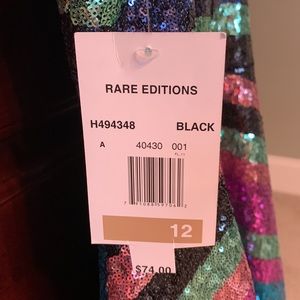 RARE EDITIONS
H494348 BLACK
A 40430 001
12
$74.00